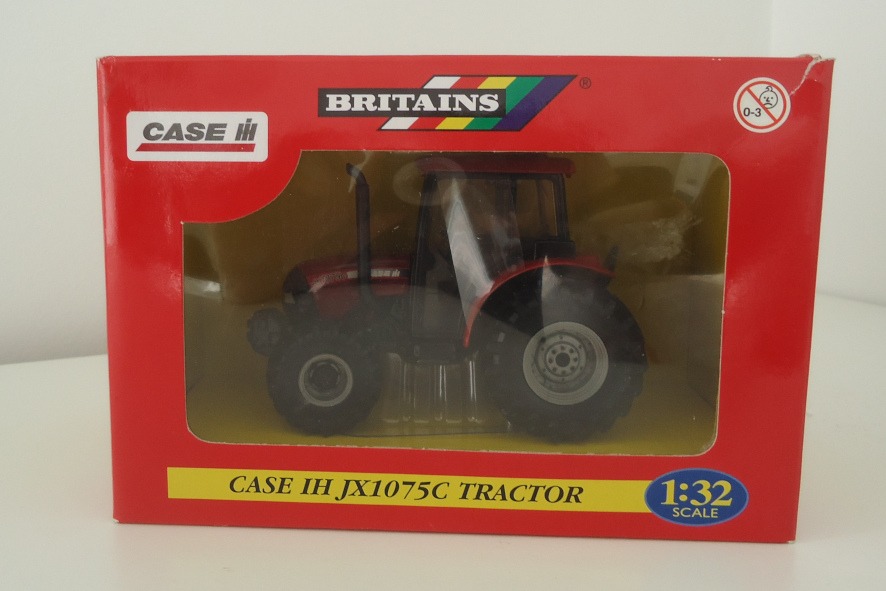 BRITAINS ®
CASE IH
0-3
CASE IH JX1075C TRACTOR
1:32
SCALE